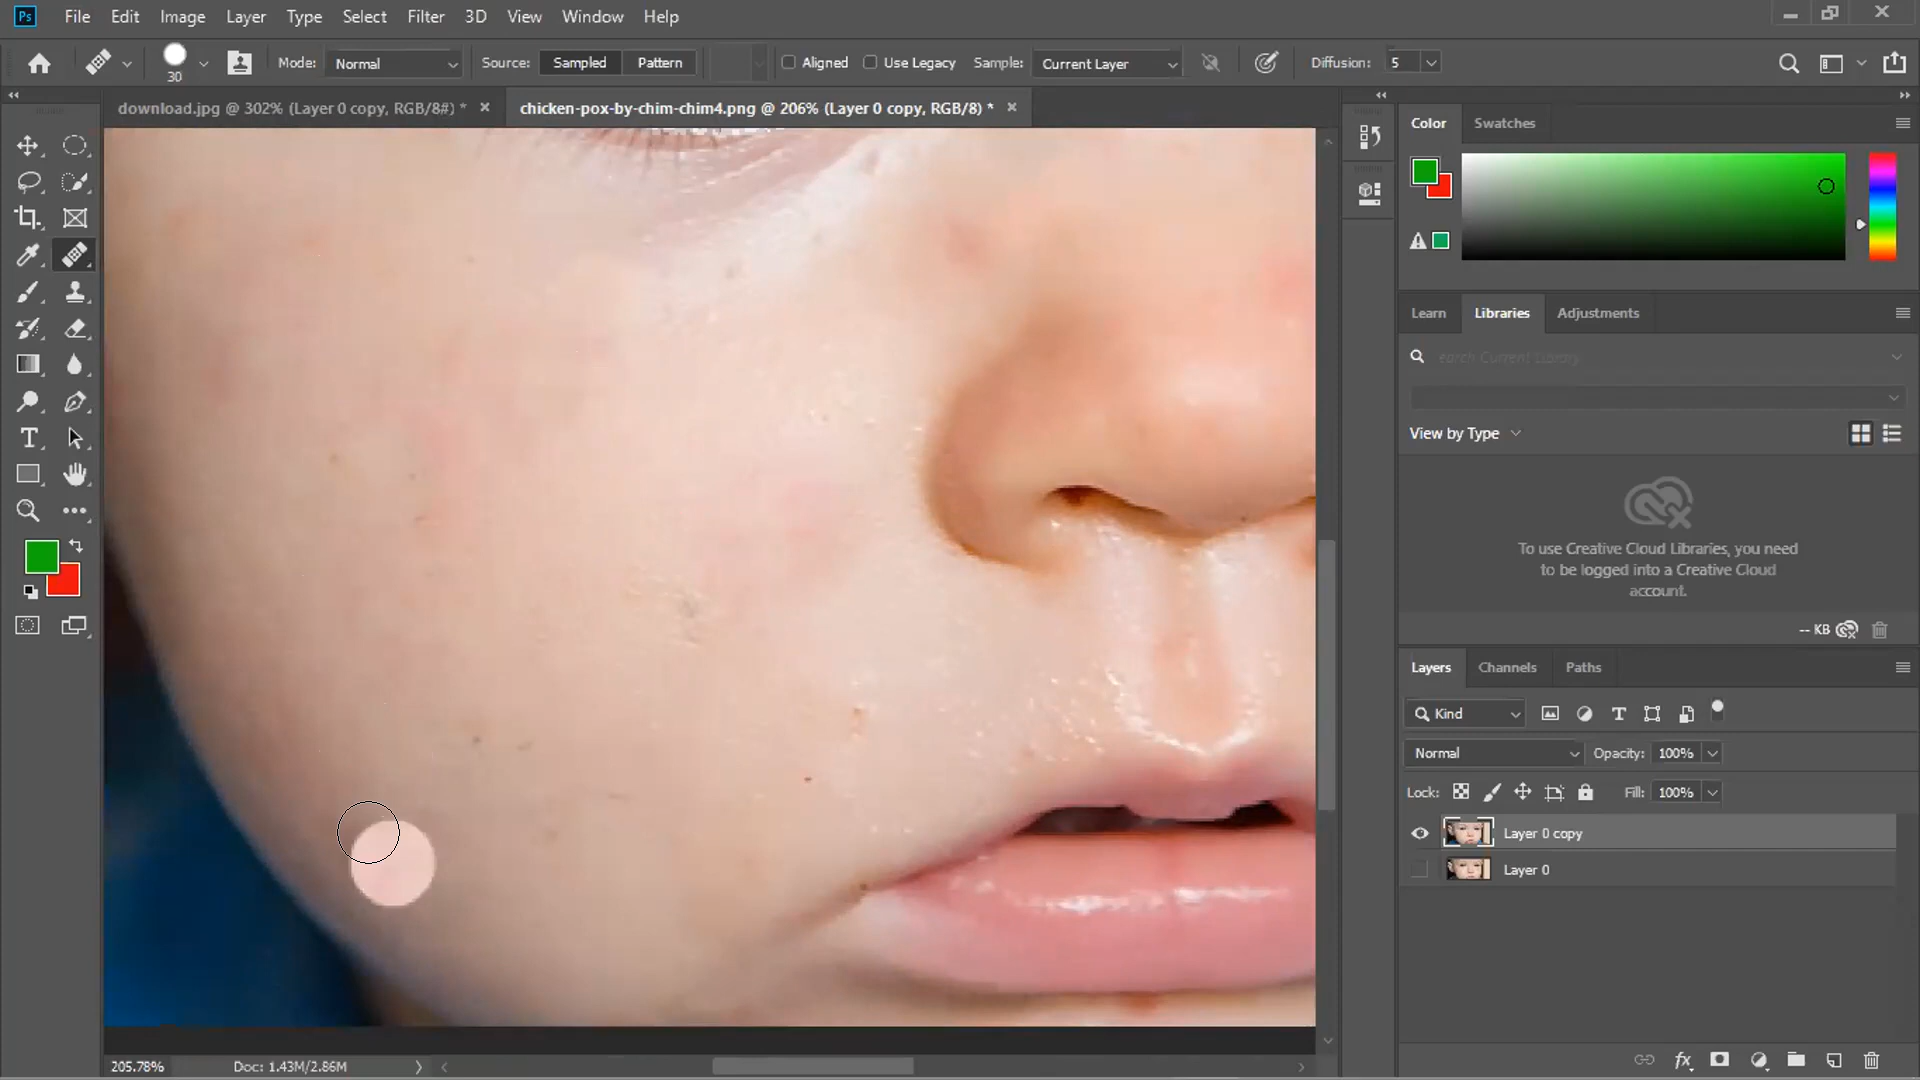 Ps File Edit Image Layer Type Select Filter 3D View Window Help
30 Mode: Normal Source: Sampled Pattern Aligned Use Legacy Sample: Current Layer Diffusion: 5
download.jpg @ 302% (Layer 0 copy, RGB/8#) * chicken-pox-by-chim-chim4.png @ 206% (Layer 0 copy, RGB/8) *
Color Swatches
Learn Libraries Adjustments
earch Current Library
View by Type
To use Creative Cloud Libraries, you need
to be logged into a Creative Cloud
account.
-- KB
Layers Channels Paths
Kind
Normal Opacity: 100%
Lock: Fill: 100%
Layer 0 copy
Layer 0
205.78% Doc: 1.43M/2.86M